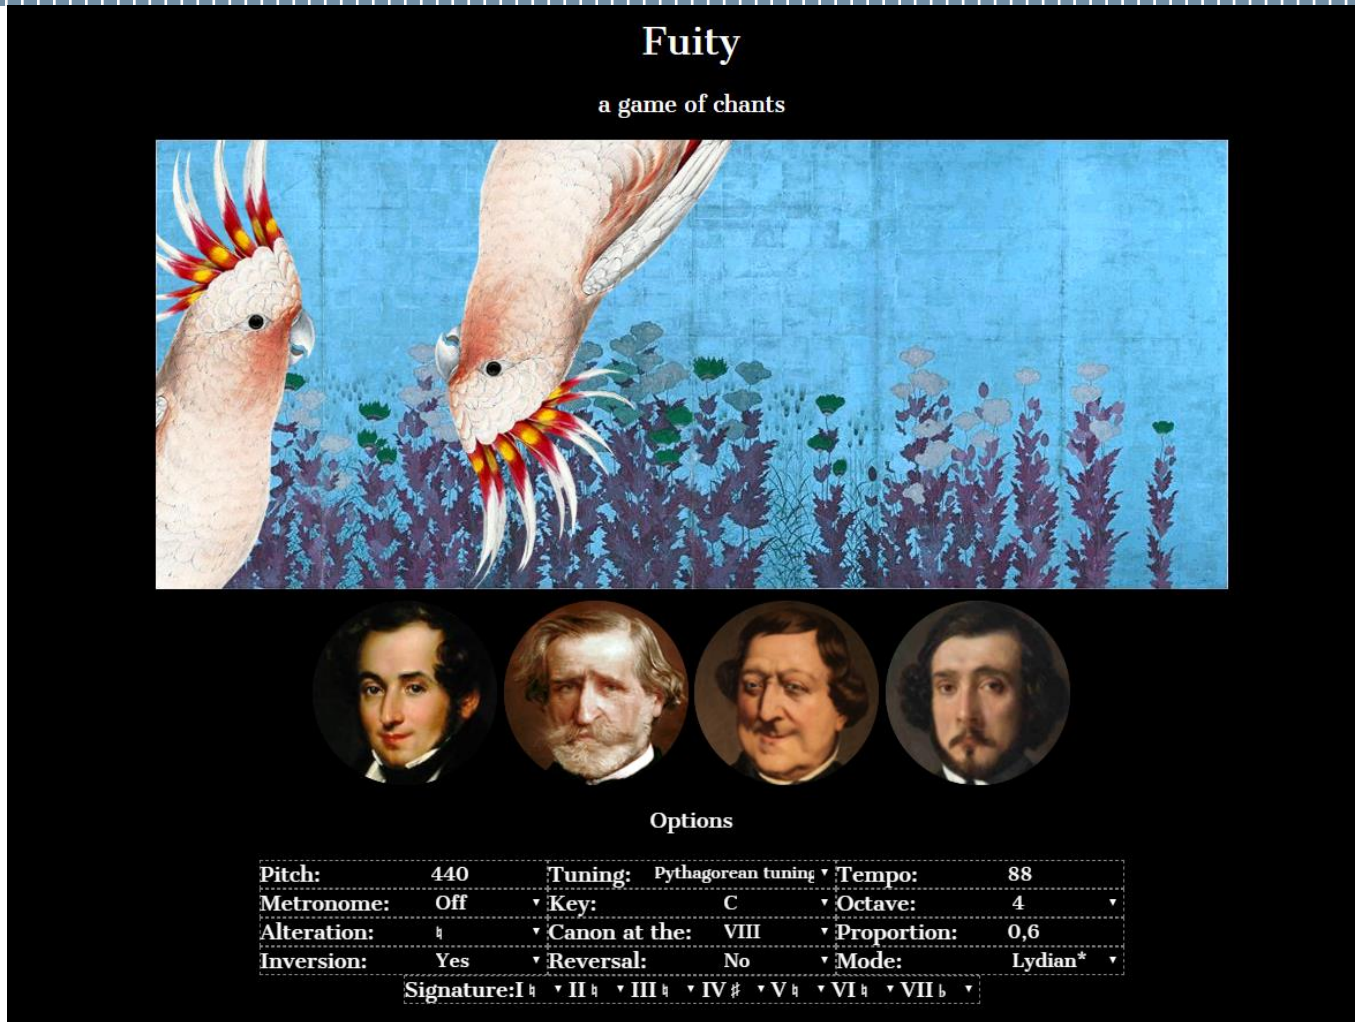 Fuity
a game of chants
Options
Pitch: 440 Tuning: Pythagorean tuning Tempo: 88
Metronome: Off Key: C Octave: 4
Alteration: ♮ Canon at the: VIII Proportion: 0,6
Inversion: Yes Reversal: No Mode: Lydian*
Signature:I ♮ II ♮ III ♮ IV ♯ V ♮ VI ♮ VII ♭